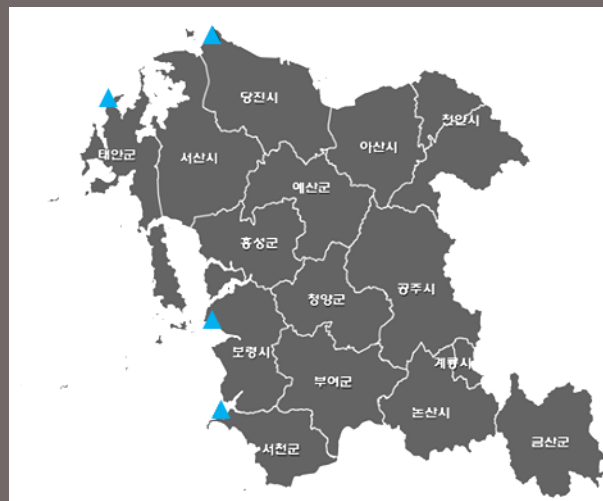 당진시
천안시
아산시
태안군
서산시
예산군
홍성군
공주시
청양군
보령시
계룡시
부여군
논산시
금산군
서천군